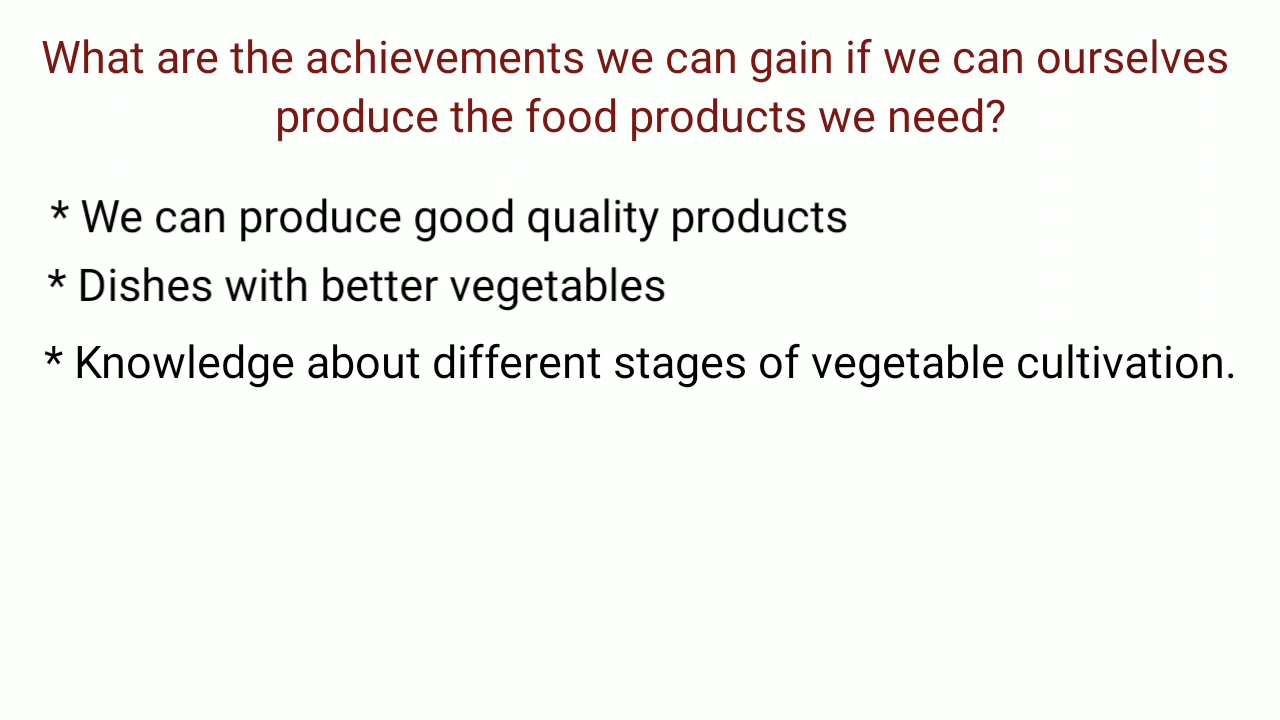 What are the achievements we can gain if we can ourselves
produce the food products we need?
* We can produce good quality products
* Dishes with better vegetables
* Knowledge about different stages of vegetable cultivation.